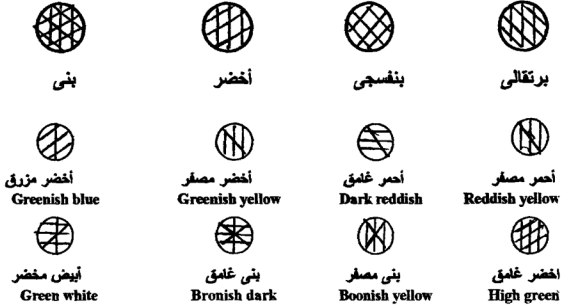 برتقالى
بنفسجى
أخضر
بنى
أحمر مصفر
Reddish yellow
أحمر غامق
Dark reddish
أخضر مصفر
Greenish yellow
أخضر مزرق
Greenish blue
اخضر غامق
High green
بنى مصفر
Boonish yellow
بنى غامق
Bronish dark
أبيض مخضر
Green white